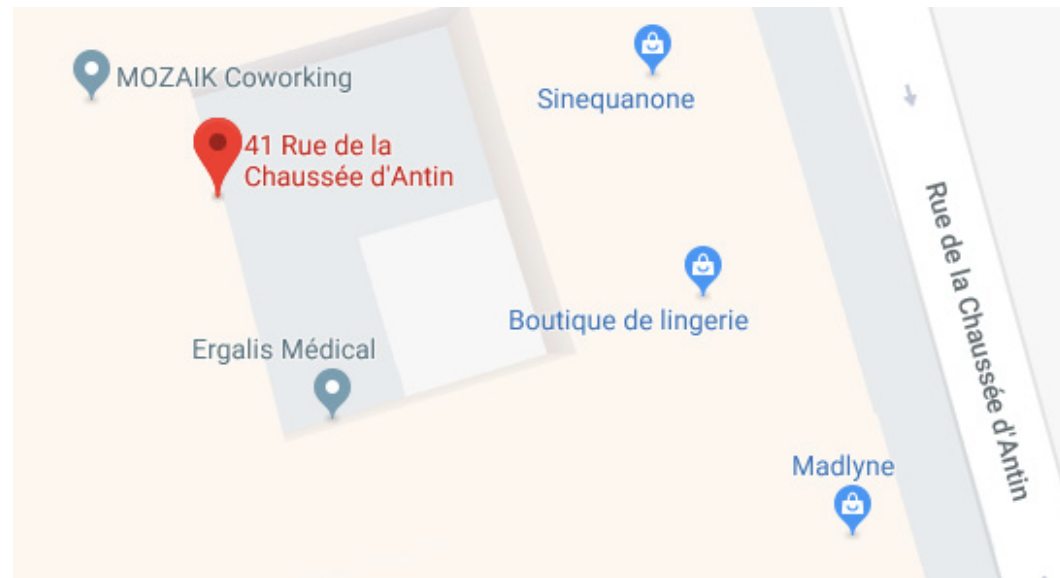 MOZAIK Coworking
Sinequanone
41 Rue de la
Chaussée d'Antin
Rue de la Chaussée d'Antin
Boutique de lingerie
Ergalis Médical
Madlyne